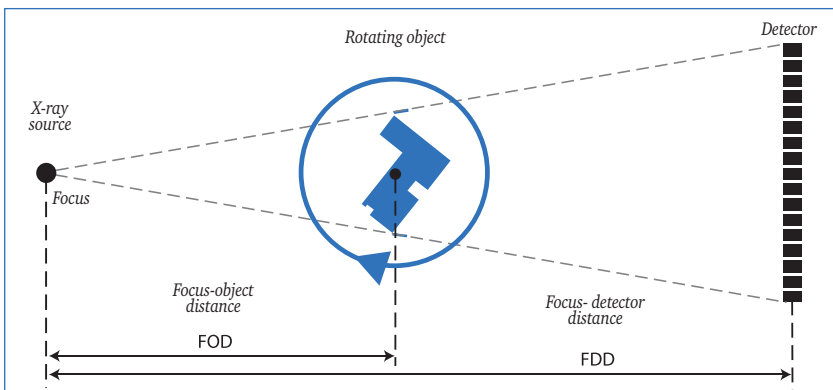 Detector
Rotating object
X-ray
source
Focus
Focus-object
distance
Focus- detector
distance
FOD
FDD